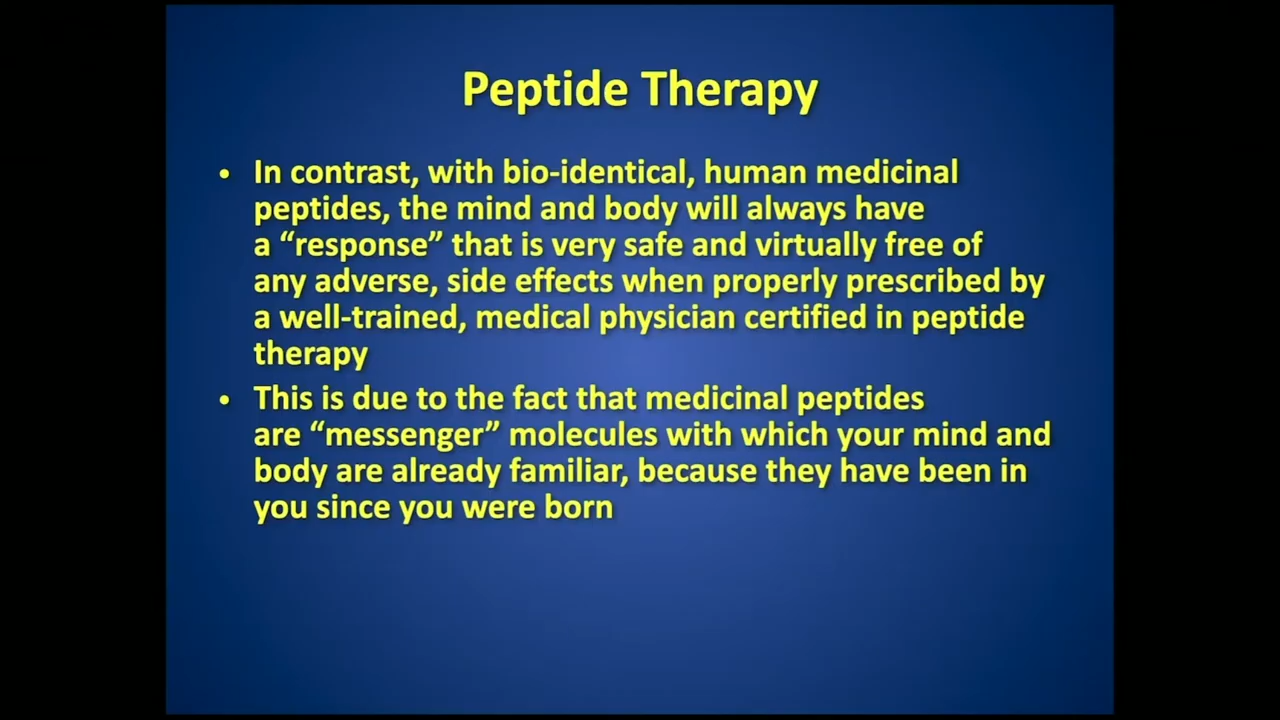 Peptide Therapy
• In contrast, with bio-identical, human medicinal
peptides, the mind and body will always have
a “response” that is very safe and virtually free of
any adverse, side effects when properly prescribed by
a well-trained, medical physician certified in peptide
therapy
• This is due to the fact that medicinal peptides
are “messenger” molecules with which your mind and
body are already familiar, because they have been in
you since you were born